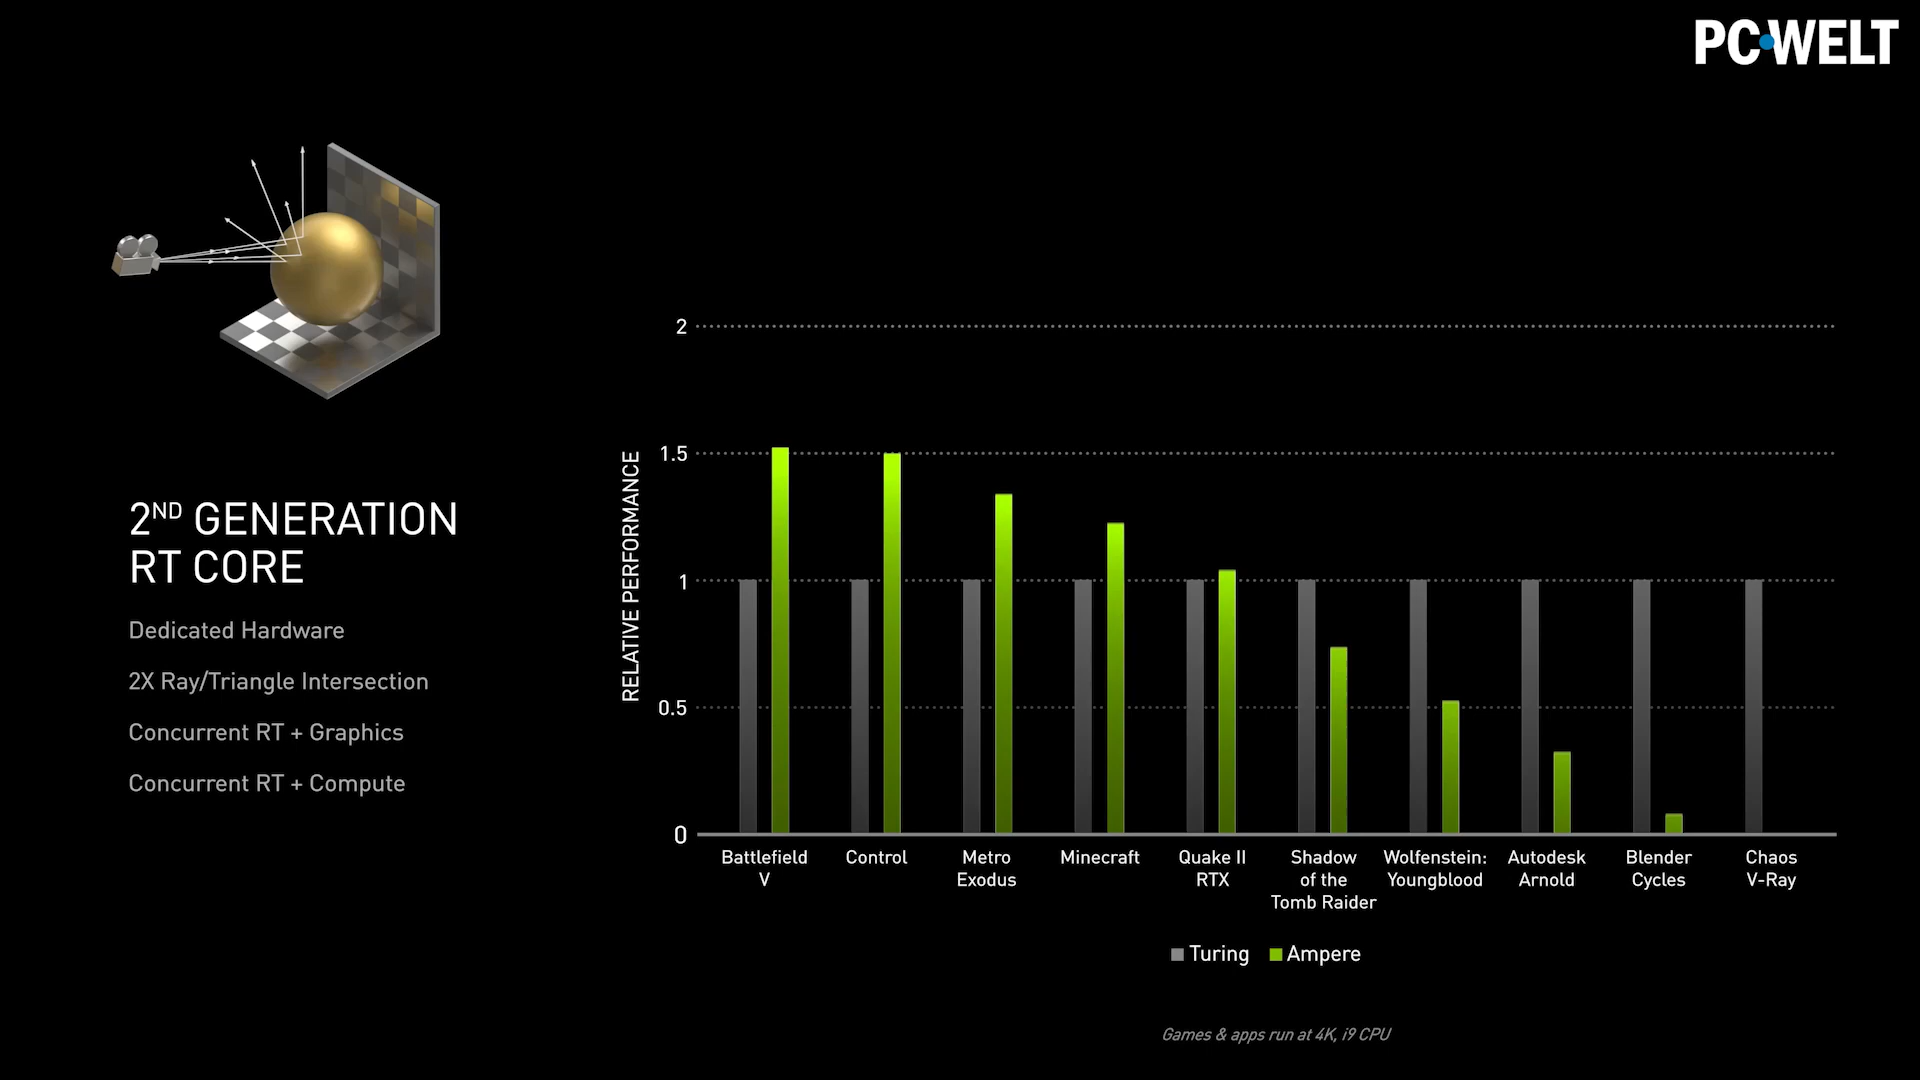 PC WELT
2ND GENERATION
RT CORE
Dedicated Hardware
2X Ray/Triangle Intersection
Concurrent RT + Graphics
Concurrent RT + Compute
RELATIVE PERFORMANCE
2
1.5
1
0.5
0
Battlefield
V
Control
Metro
Exodus
Minecraft
Quake II
RTX
Shadow
of the
Tomb Raider
Wolfenstein:
Youngblood
Autodesk
Arnold
Blender
Cycles
Chaos
V-Ray
Turing
Ampere
Games & apps run at 4K, i9 CPU